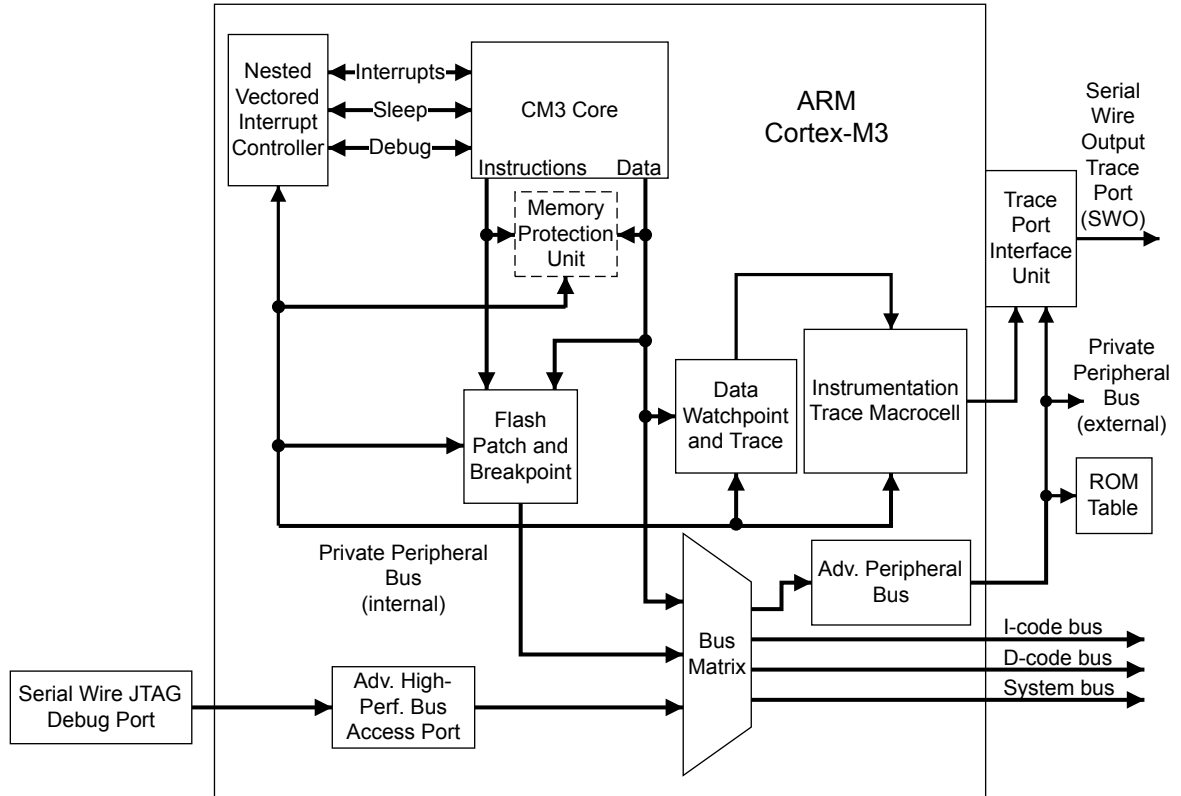 Nested
Vectored
Interrupt
Controller
Interrupts
Sleep
Debug
CM3 Core
Instructions
Data
ARM
Cortex-M3
Memory
Protection
Unit
Serial
Wire
Output
Trace
Port
(SWO)
Trace
Port
Interface
Unit
Flash
Patch and
Breakpoint
Data
Watchpoint
and Trace
Instrumentation
Trace Macrocell
Private
Peripheral
Bus
(external)
ROM
Table
Private Peripheral
Bus
(internal)
Adv. Peripheral
Bus
Bus
Matrix
I-code bus
D-code bus
System bus
Serial Wire JTAG
Debug Port
Adv. High-
Perf. Bus
Access Port